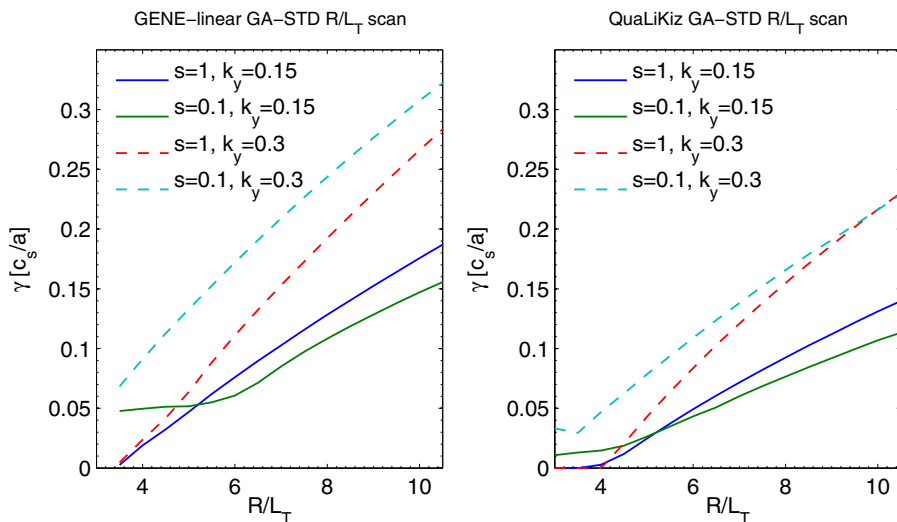 GENE-linear GA-STD R/L_T scan
s=1, k_y=0.15
s=0.1, k_y=0.15
s=1, k_y=0.3
s=0.1, k_y=0.3
γ [c_s/a]
0.3
0.25
0.2
0.15
0.1
0.05
0
4 6 8 10
R/L_T
QuaLiKiz GA-STD R/L_T scan
s=1, k_y=0.15
s=0.1, k_y=0.15
s=1, k_y=0.3
s=0.1, k_y=0.3
γ [c_s/a]
0.3
0.25
0.2
0.15
0.1
0.05
0
4 6 8 10
R/L_T